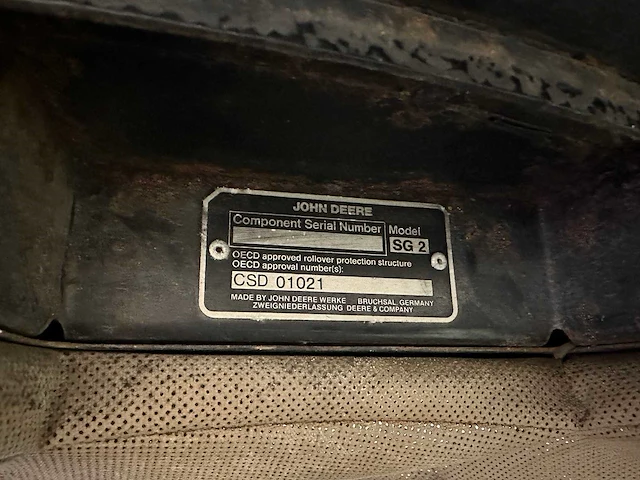 JOHN DEERE
Component Serial Number Model
SG 2
OECD approved rollover protection structure
OECD approval number(s):
CSD 01021
MADE BY JOHN DEERE WERKE BRUCHSAL, GERMANY
ZWEIGNIEDERLASSUNG DEERE & COMPANY